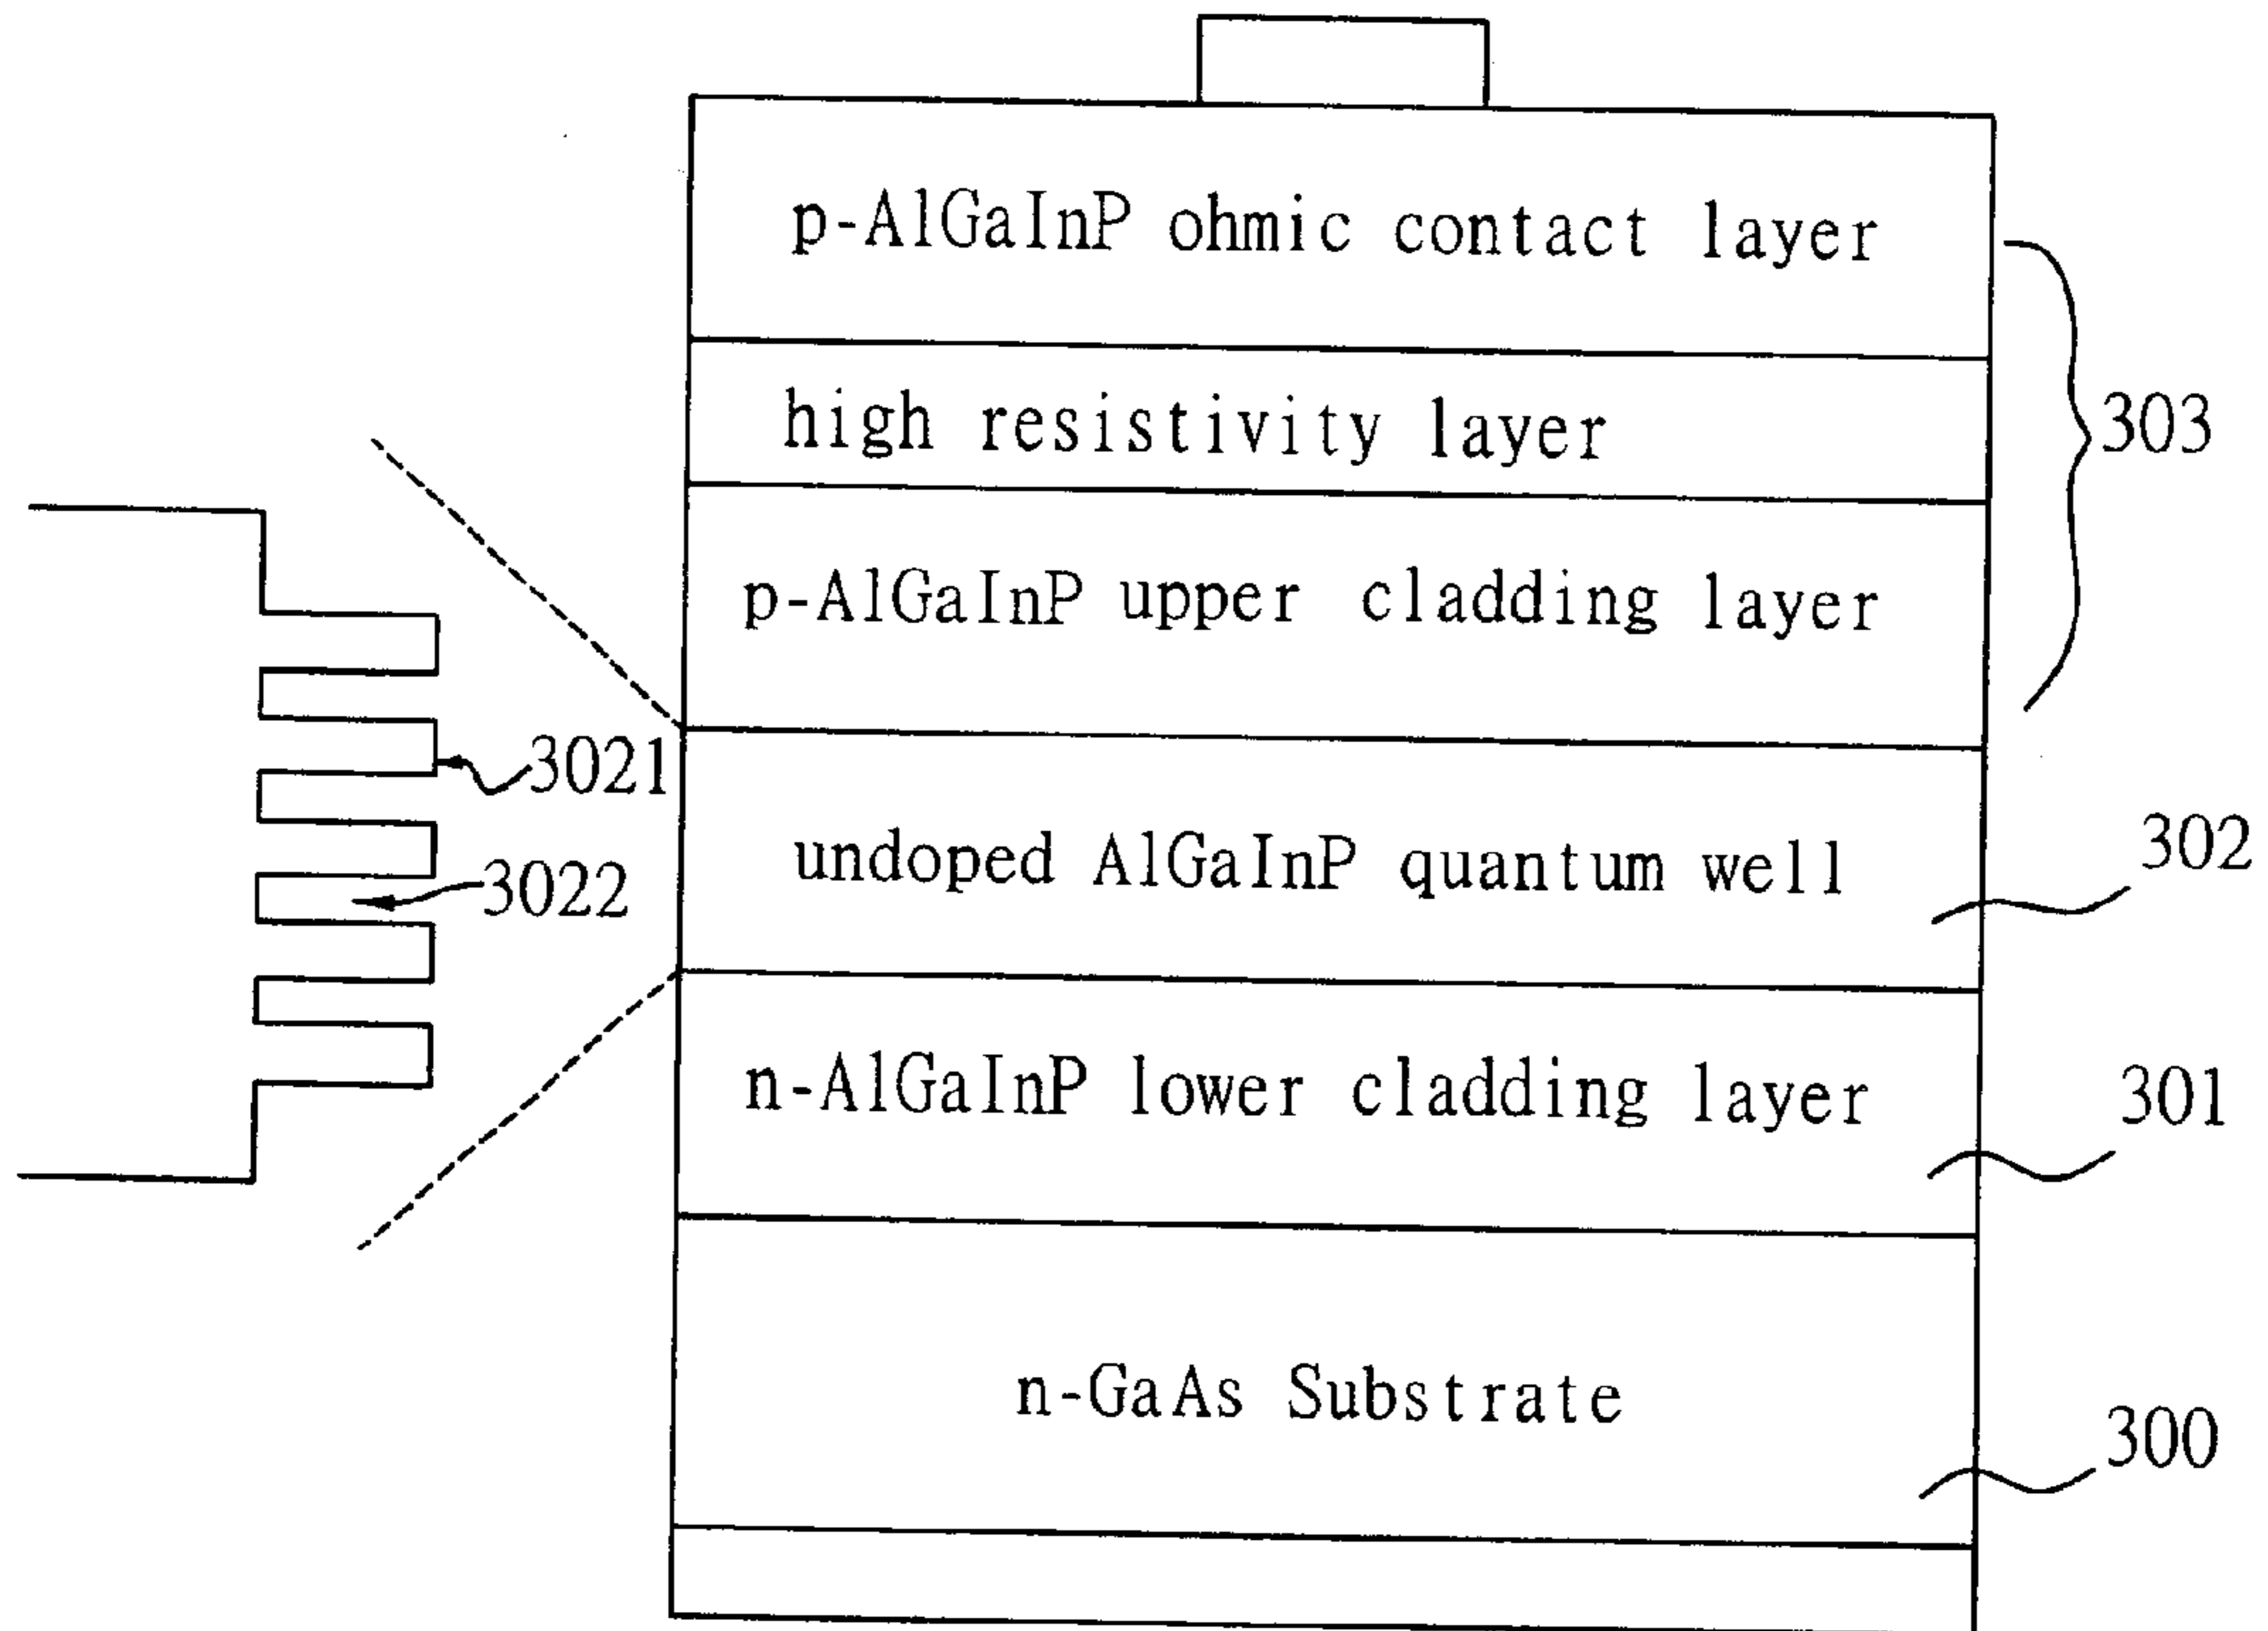 p-AlGaInP ohmic contact layer
high resistivity layer
303
p-AlGaInP upper cladding layer
3021
undoped AlGaInP quantum well
302
3022
n-AlGaInP lower cladding layer
301
n-GaAs Substrate
300